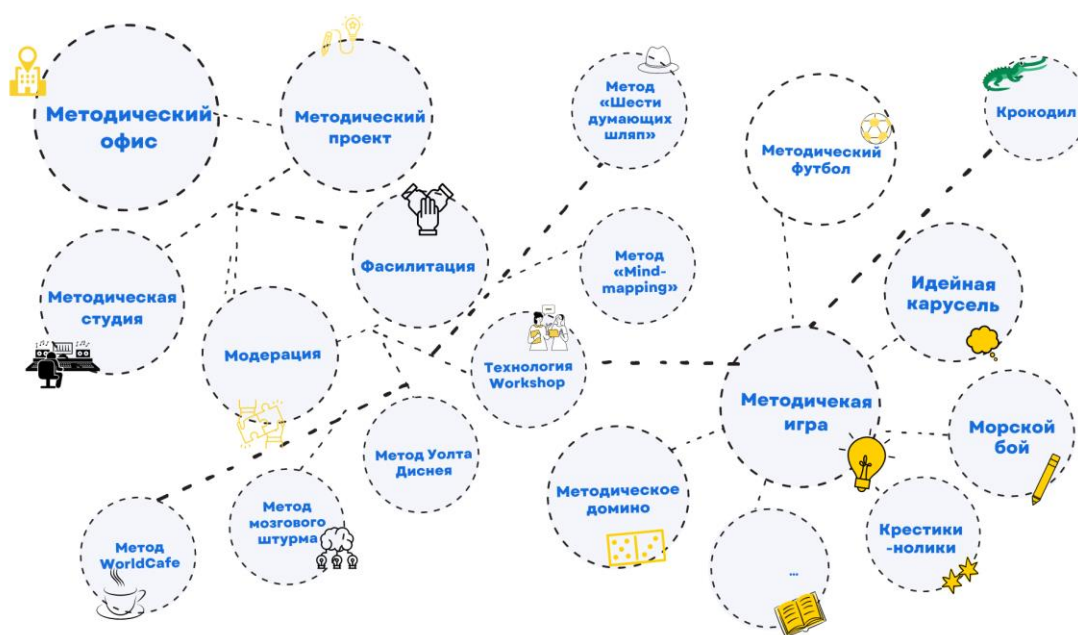 Методический
офис
Методический
проект
Метод
«Шести
думающих
шляп»
Крокодил
Методический
футбол
Фасилитация
Метод
«Mind-
mapping»
Идейная
карусель
Методическая
студия
Модерация
Технология
Workshop
Методичекая
игра
Морской
бой
Метод Уолта
Диснея
Методическое
домино
Метод
мозгового
штурма
Крестики
-нолики
Метод
WorldCafe
...